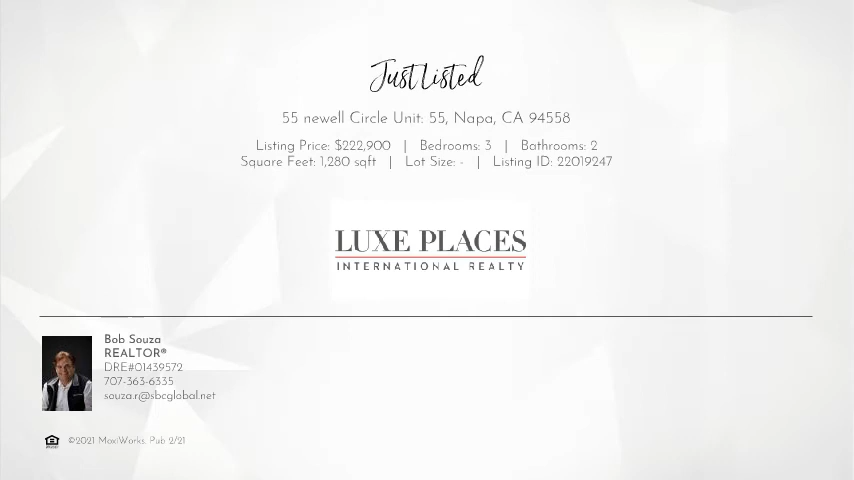 Just Listed
55 newell Circle Unit: 55, Napa, CA 94558
Listing Price: $222,900 | Bedrooms: 3 | Bathrooms: 2
Square Feet: 1,280 sqft | Lot Size: - | Listing ID: 22019247
LUXE PLACES
INTERNATIONAL REALTY
Bob Souza
REALTOR®
DRE#01439572
707-363-6335
souza.r@sbcglobal.net
©2021 MoxiWorks. Pub 2/21